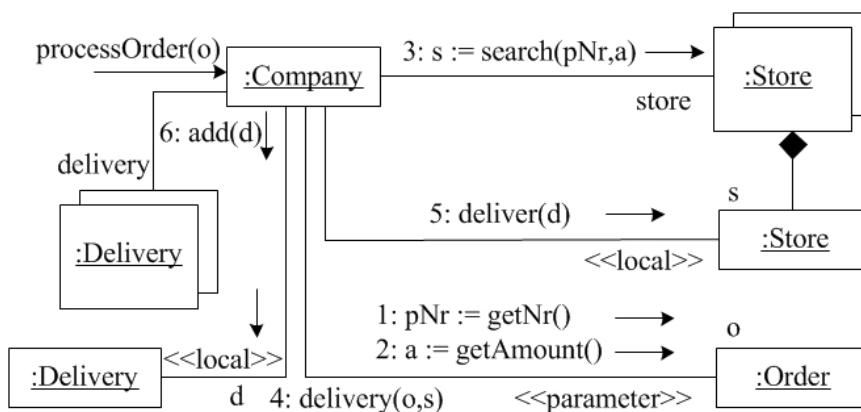 processOrder(o)
:Company
3: s := search(pNr,a)
:Store
store
6: add(d)
delivery
:Delivery
5: deliver(d)
s
:Store
<<local>>
1: pNr := getNr()
2: a := getAmount()
o
:Order
<<parameter>>
<<local>>
:Delivery
d
4: delivery(o,s)